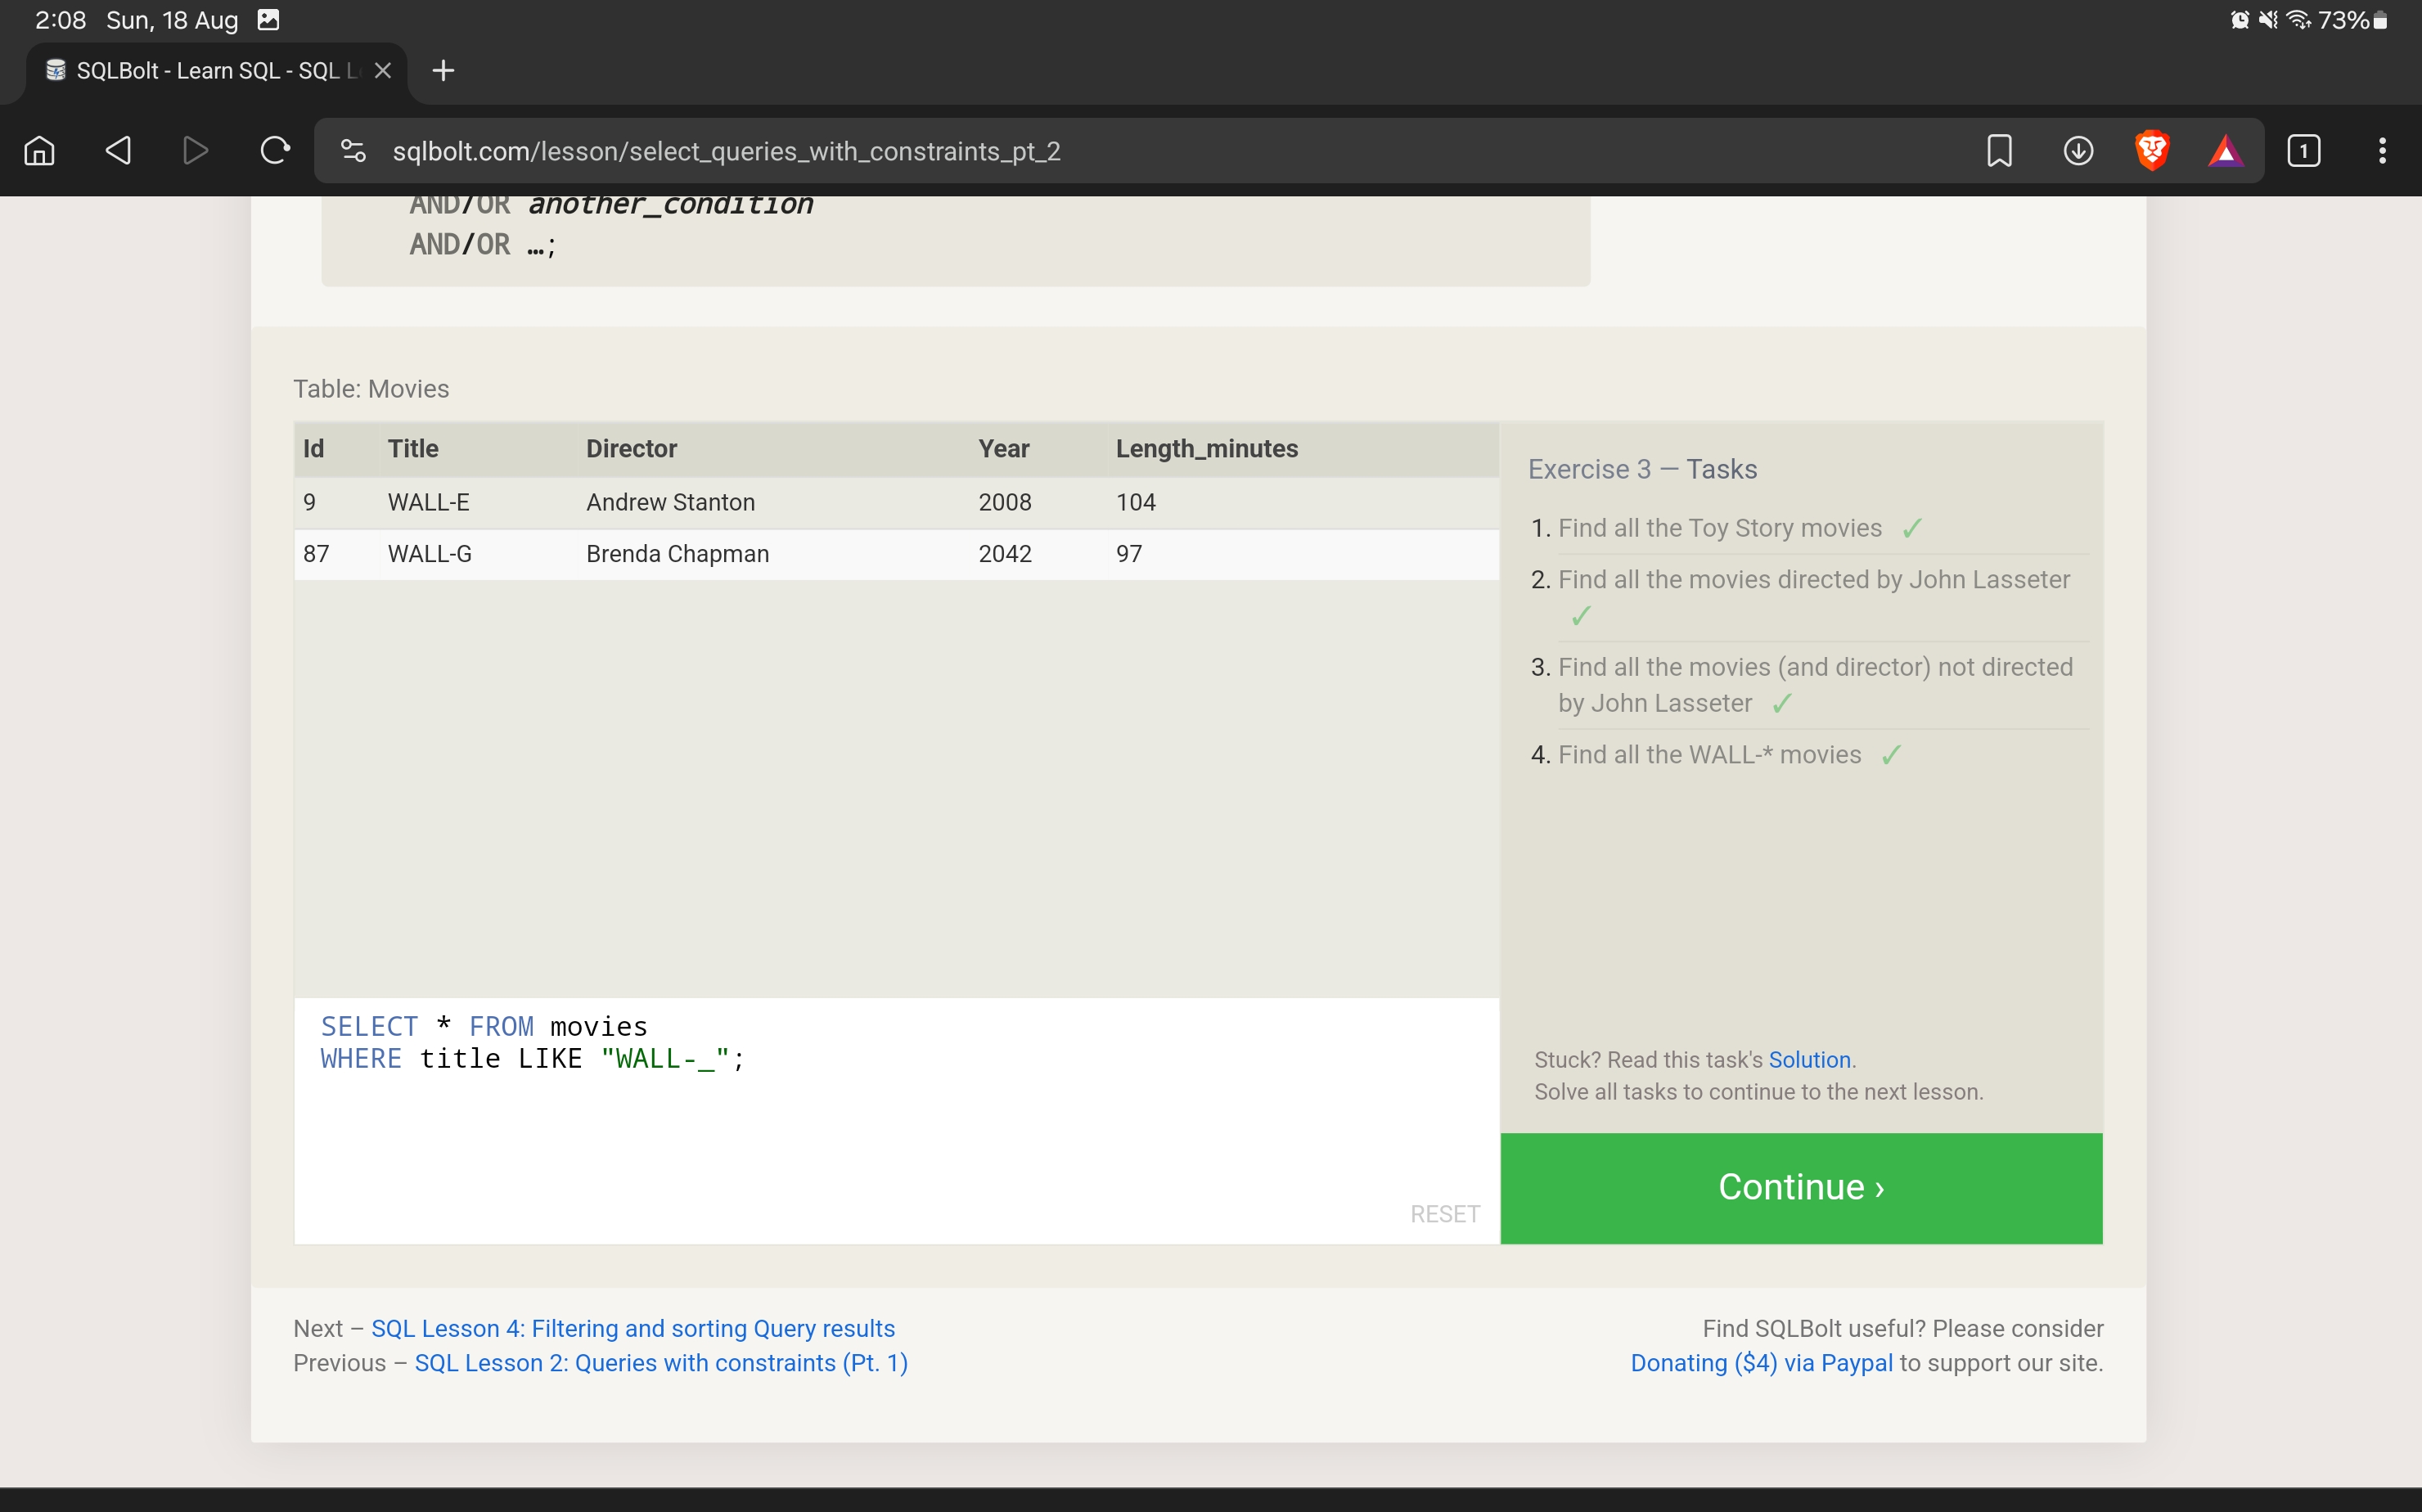 2:08 Sun, 18 Aug 73%
SQLBolt - Learn SQL - SQL L
sqlbolt.com/lesson/select_queries_with_constraints_pt_2 1
AND/OR another_condition
AND/OR …;
Table: Movies
Id Title Director Year Length_minutes
9 WALL-E Andrew Stanton 2008 104
87 WALL-G Brenda Chapman 2042 97
SELECT * FROM movies
WHERE title LIKE "WALL-_";
RESET
Exercise 3 — Tasks
1. Find all the Toy Story movies ✓
2. Find all the movies directed by John Lasseter
✓
3. Find all the movies (and director) not directed
by John Lasseter ✓
4. Find all the WALL-* movies ✓
Stuck? Read this task's Solution.
Solve all tasks to continue to the next lesson.
Continue ›
Next – SQL Lesson 4: Filtering and sorting Query results
Previous – SQL Lesson 2: Queries with constraints (Pt. 1)
Find SQLBolt useful? Please consider
Donating ($4) via Paypal to support our site.